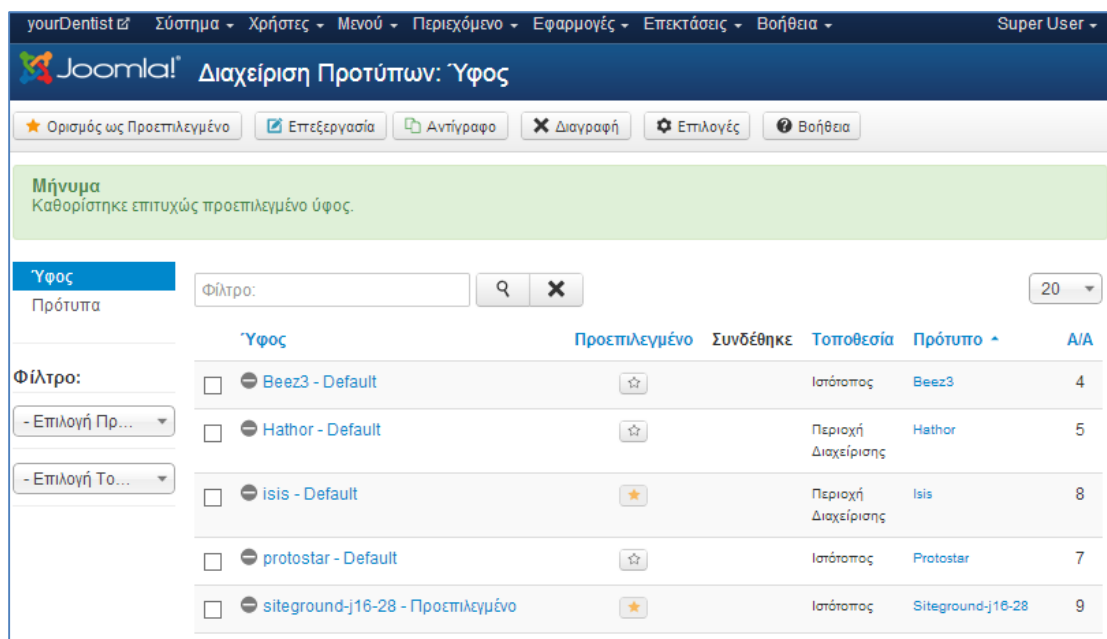 yourDentist Σύστημα Χρήστες Μενού Περιεχόμενο Εφαρμογές Επεκτάσεις Βοήθεια Super User
Joomla!® Διαχείριση Προτύπων: Ύφος
Ορισμός ως Προεπιλεγμένο Επεξεργασία Αντίγραφο Διαγραφή Επιλογές Βοήθεια
Μήνυμα
Καθορίστηκε επιτυχώς προεπιλεγμένο ύφος.
Ύφος
Πρότυπα
Φίλτρο:
- Επιλογή Πρ...
- Επιλογή Το...
Φίλτρο: 20
Ύφος Προεπιλεγμένο Συνδέθηκε Τοποθεσία Πρότυπο Α/Α
Beez3 - Default Ιστότοπος Beez3 4
Hathor - Default Περιοχή Διαχείρισης Hathor 5
isis - Default Περιοχή Διαχείρισης Isis 8
protostar - Default Ιστότοπος Protostar 7
siteground-j16-28 - Προεπιλεγμένο Ιστότοπος Siteground-j16-28 9